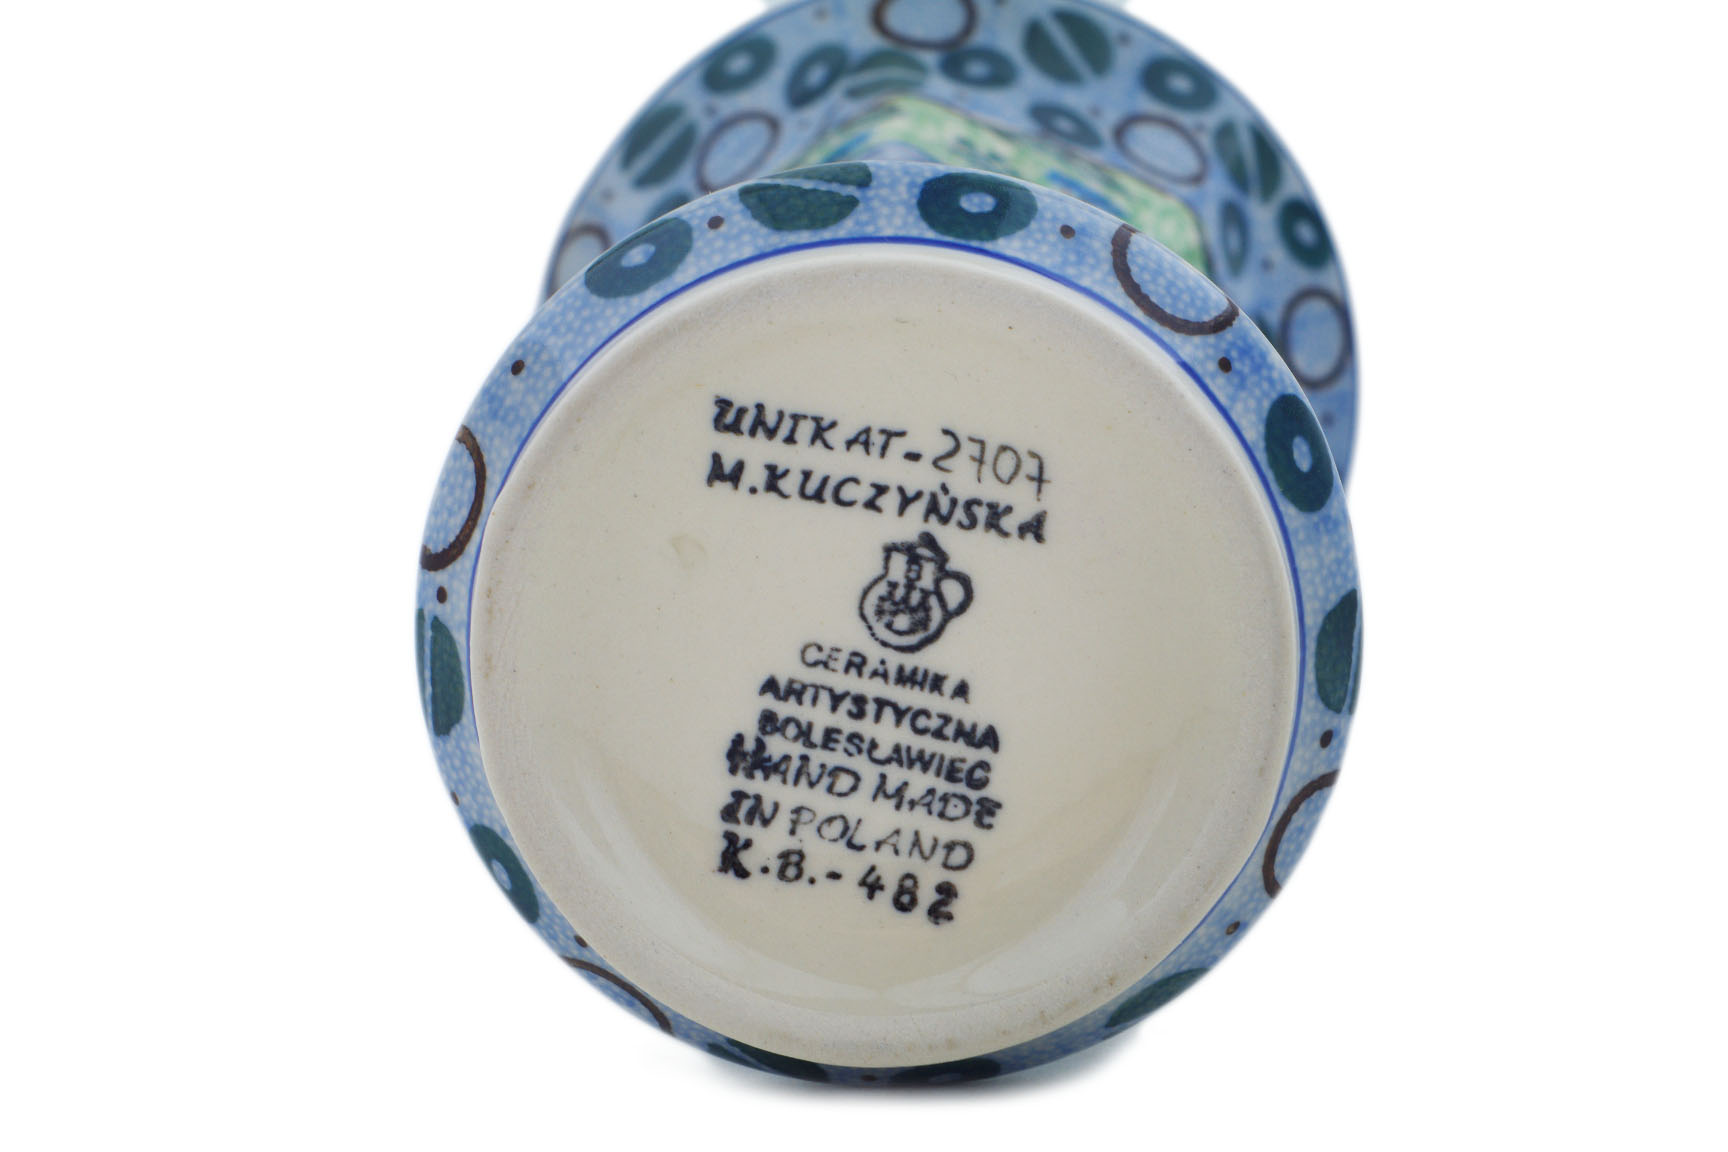 UNIKAT-2707
M.KUCZYŃSKA
B
CERAMIKA
ARTYSTYCZNA
BOLESŁAWIEC
HAND MADE
IN POLAND
K.B.-482